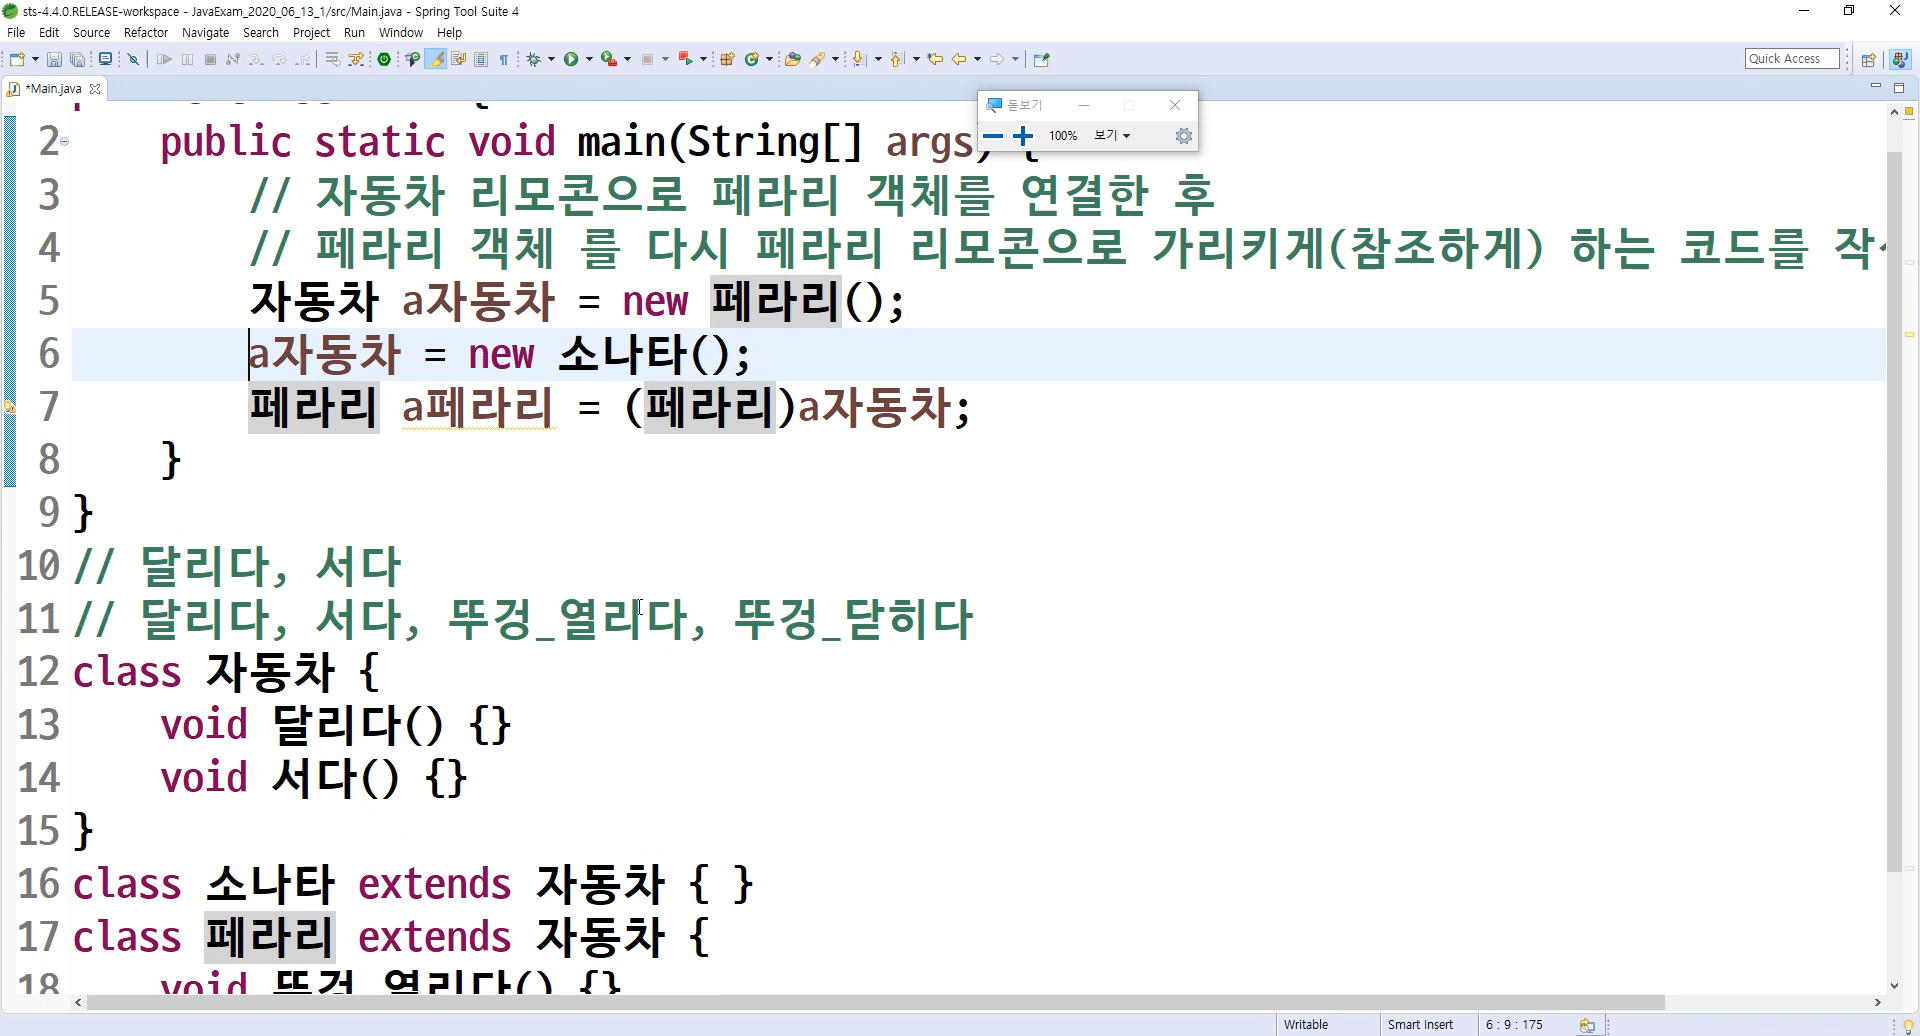 sts-4.4.0.RELEASE-workspace - JavaExam_2020_06_13_1/src/Main.java - Spring Tool Suite 4
File Edit Source Refactor Navigate Search Project Run Window Help
Quick Access
*Main.java
돋보기
100% 보기
2 public static void main(String[] args) {
3 // 자동차 리모콘으로 페라리 객체를 연결한 후
4 // 페라리 객체 를 다시 페라리 리모콘으로 가리키게(참조하게) 하는 코드를
5 자동차 a자동차 = new 페라리();
6 a자동차 = new 소나타();
7 페라리 a페라리 = (페라리)a자동차;
8 }
9 }
10 // 달리다, 서다
11 // 달리다, 서다, 뚜겅_열리다, 뚜겅_닫히다
12 class 자동차 {
13 void 달리다() {}
14 void 서다() {}
15 }
16 class 소나타 extends 자동차 { }
17 class 페라리 extends 자동차 {
18 void 뚜겅_열리다() {}
Writable Smart Insert 6 : 9 : 175